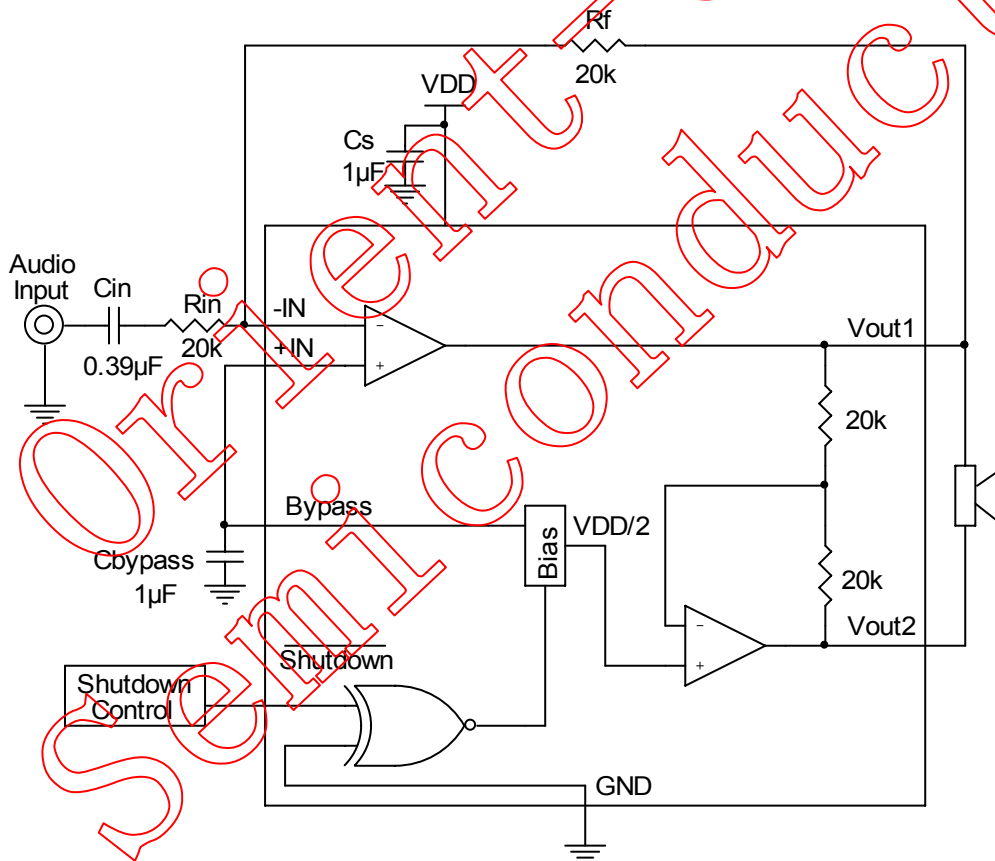 Rf
20k
VDD
Cs
1µF
Audio
Input
Cin
0.39µF
Rin
20k
-IN
+IN
−
+
Vout1
20k
Bypass
Cbypass
1µF
Bias
VDD/2
20k
−
+
Vout2
Shutdown
Shutdown
Control
GND
Orient
Semiconduc